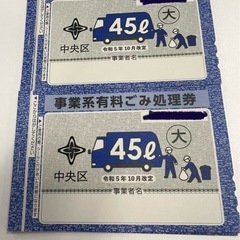 45ℓ
大
中央区
令和5年10月改定
事業者名
事業系有料ごみ処理券
45ℓ
大
中央区
令和5年10月改定
事業者名